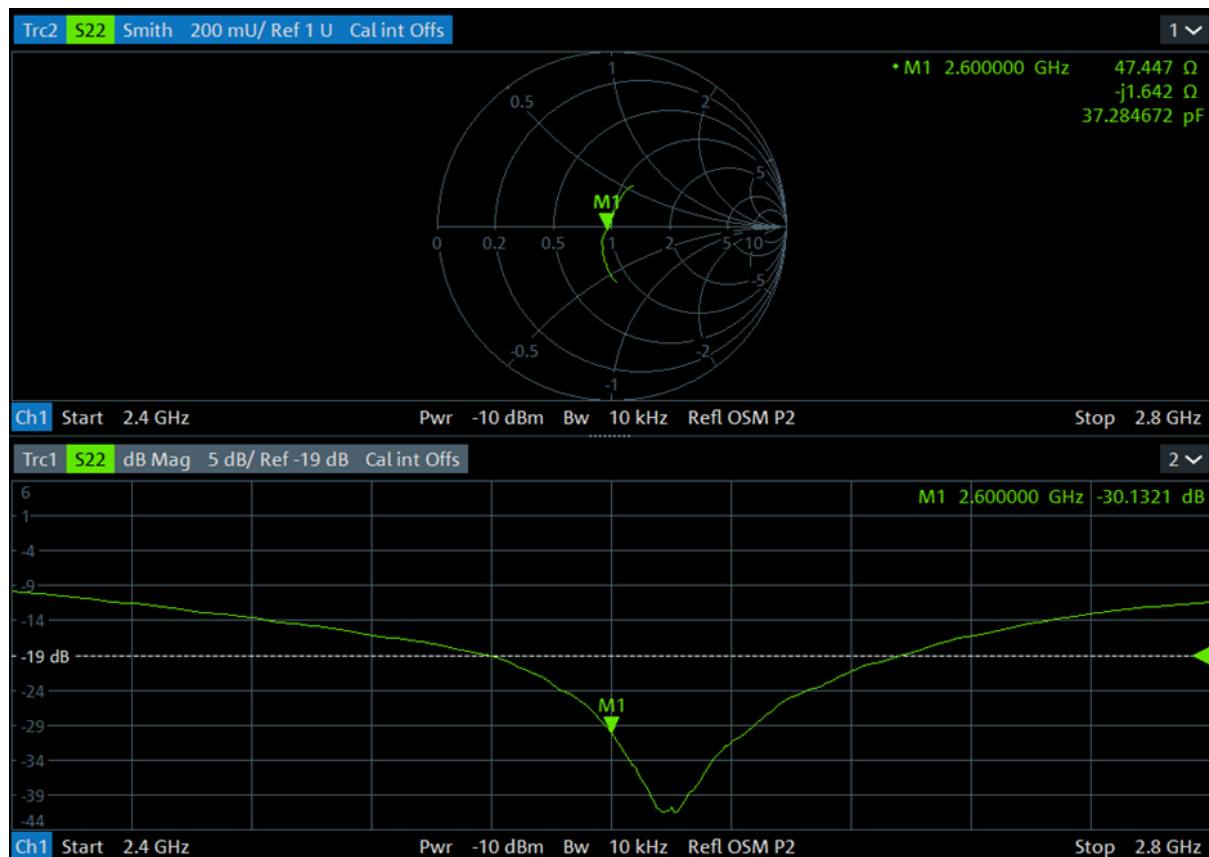 Trc2 S22 Smith 200 mU/ Ref 1 U Cal int Offs 1
M1 2.600000 GHz 47.447 Ω
-j1.642 Ω
37.284672 pF
1
0.5 2
5
M1
0 0.2 0.5 1 2 5 10
-5
-0.5 -2
-1
Ch1 Start 2.4 GHz Pwr -10 dBm Bw 10 kHz Refl OSM P2 Stop 2.8 GHz
Trc1 S22 dB Mag 5 dB/ Ref -19 dB Cal int Offs 2
6 M1 2.600000 GHz -30.1321 dB
1
-4
-9
-14
-19 dB
-24
M1
-29
-34
-39
-44
Ch1 Start 2.4 GHz Pwr -10 dBm Bw 10 kHz Refl OSM P2 Stop 2.8 GHz